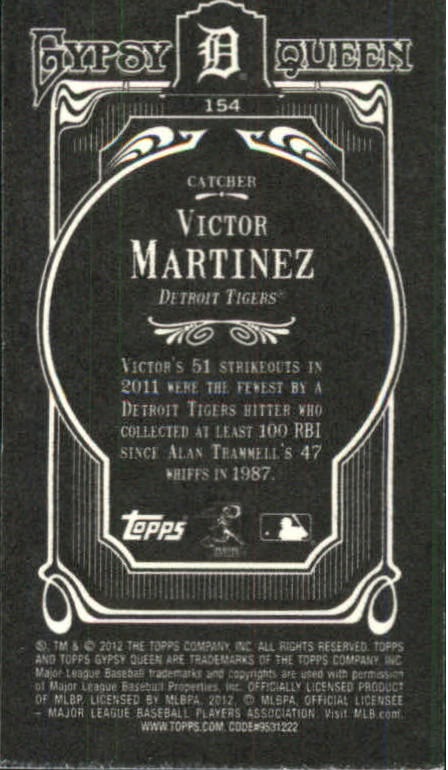 GYPSY D QUEEN
154
CATCHER
VICTOR
MARTINEZ
DETROIT TIGERS®
VICTOR'S 51 STRIKEOUTS IN
2011 WERE THE FEWEST BY A
DETROIT TIGERS HITTER WHO
COLLECTED AT LEAST 100 RBI
SINCE ALAN TRAMMELL'S 47
WHIFFS IN 1987.
TOPPS
®, TM & © 2012 THE TOPPS COMPANY, INC. ALL RIGHTS RESERVED. TOPPS
AND TOPPS GYPSY QUEEN ARE TRADEMARKS OF THE TOPPS COMPANY, INC.
Major League Baseball trademarks and copyrights are used with permission
of Major League Baseball Properties, Inc. OFFICIALLY LICENSED PRODUCT
OF MLBP. LICENSED BY MLBPA, 2012. © MLBPA, OFFICIAL LICENSEE
– MAJOR LEAGUE BASEBALL PLAYERS ASSOCIATION. Visit MLB.com.
WWW.TOPPS.COM. CODE#9531222